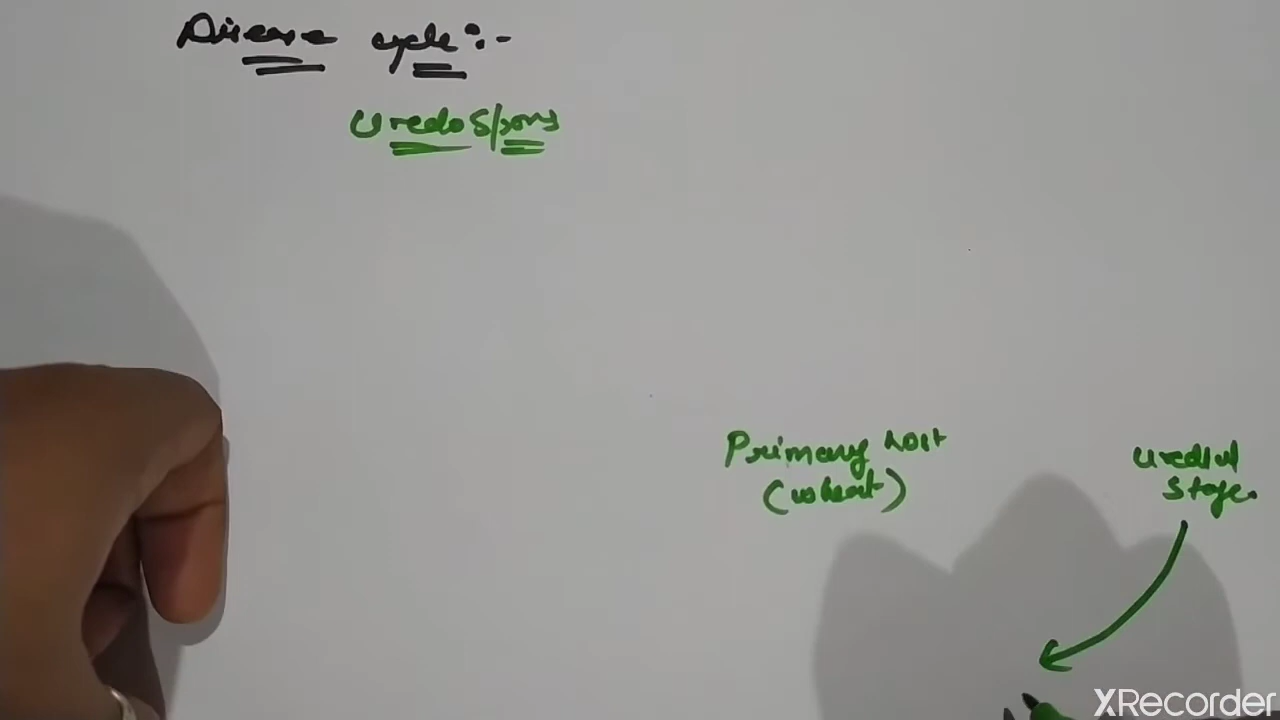 Disease cycle :-
Uredospores
Primary host
(wheat)
Uredial
Stage.
XRecorder